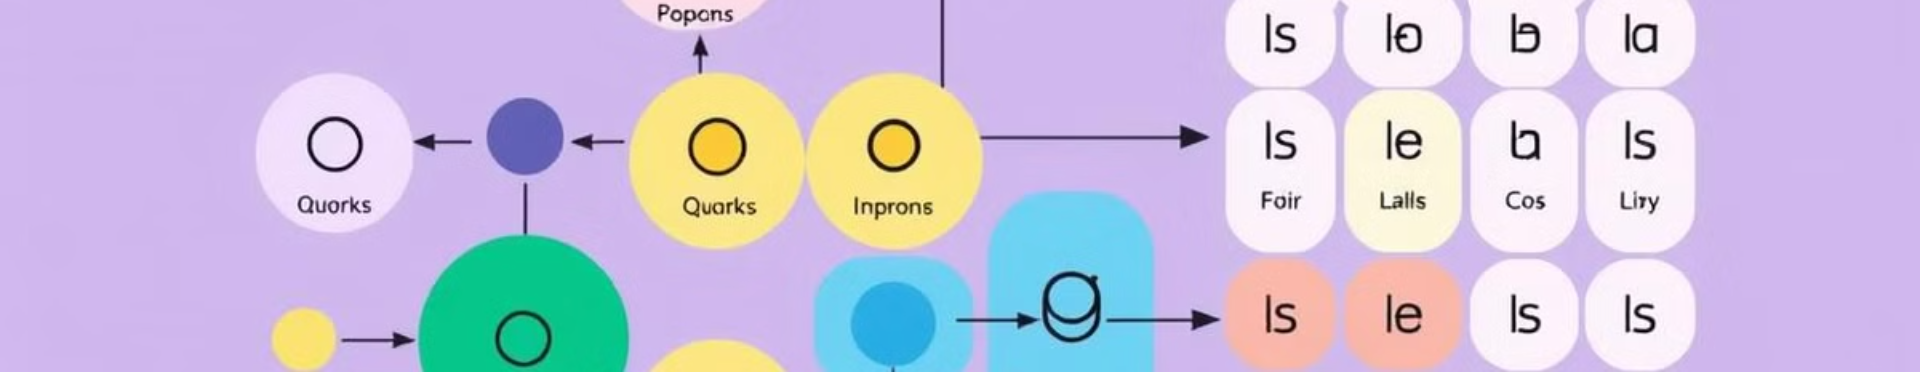 Popons
ls lo b la
Quorks
Quarks
Inprons
ls le b ls
Foir Lalls Cos Liry
ls le ls ls